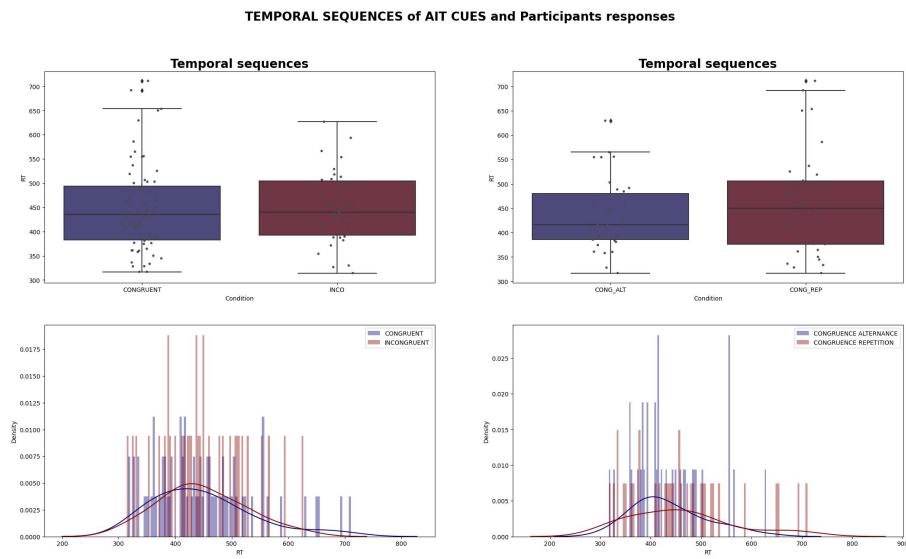 TEMPORAL SEQUENCES of AIT CUES and Participants responses
Temporal sequences
700
650
600
550
500
450
400
350
300
RT
CONGRUENT
INCO
Condition
Temporal sequences
700
650
600
550
500
450
400
350
300
RT
CONG_ALT
CONG_REP
Condition
CONGRUENT
INCONGRUENT
0.0175
0.0150
0.0125
0.0100
0.0075
0.0050
0.0025
0.0000
Density
200
300
400
500
600
700
800
RT
CONGRUENCE ALTERNANCE
CONGRUENCE REPETITION
0.025
0.020
0.015
0.010
0.005
0.000
Density
200
300
400
500
600
700
800
900
RT